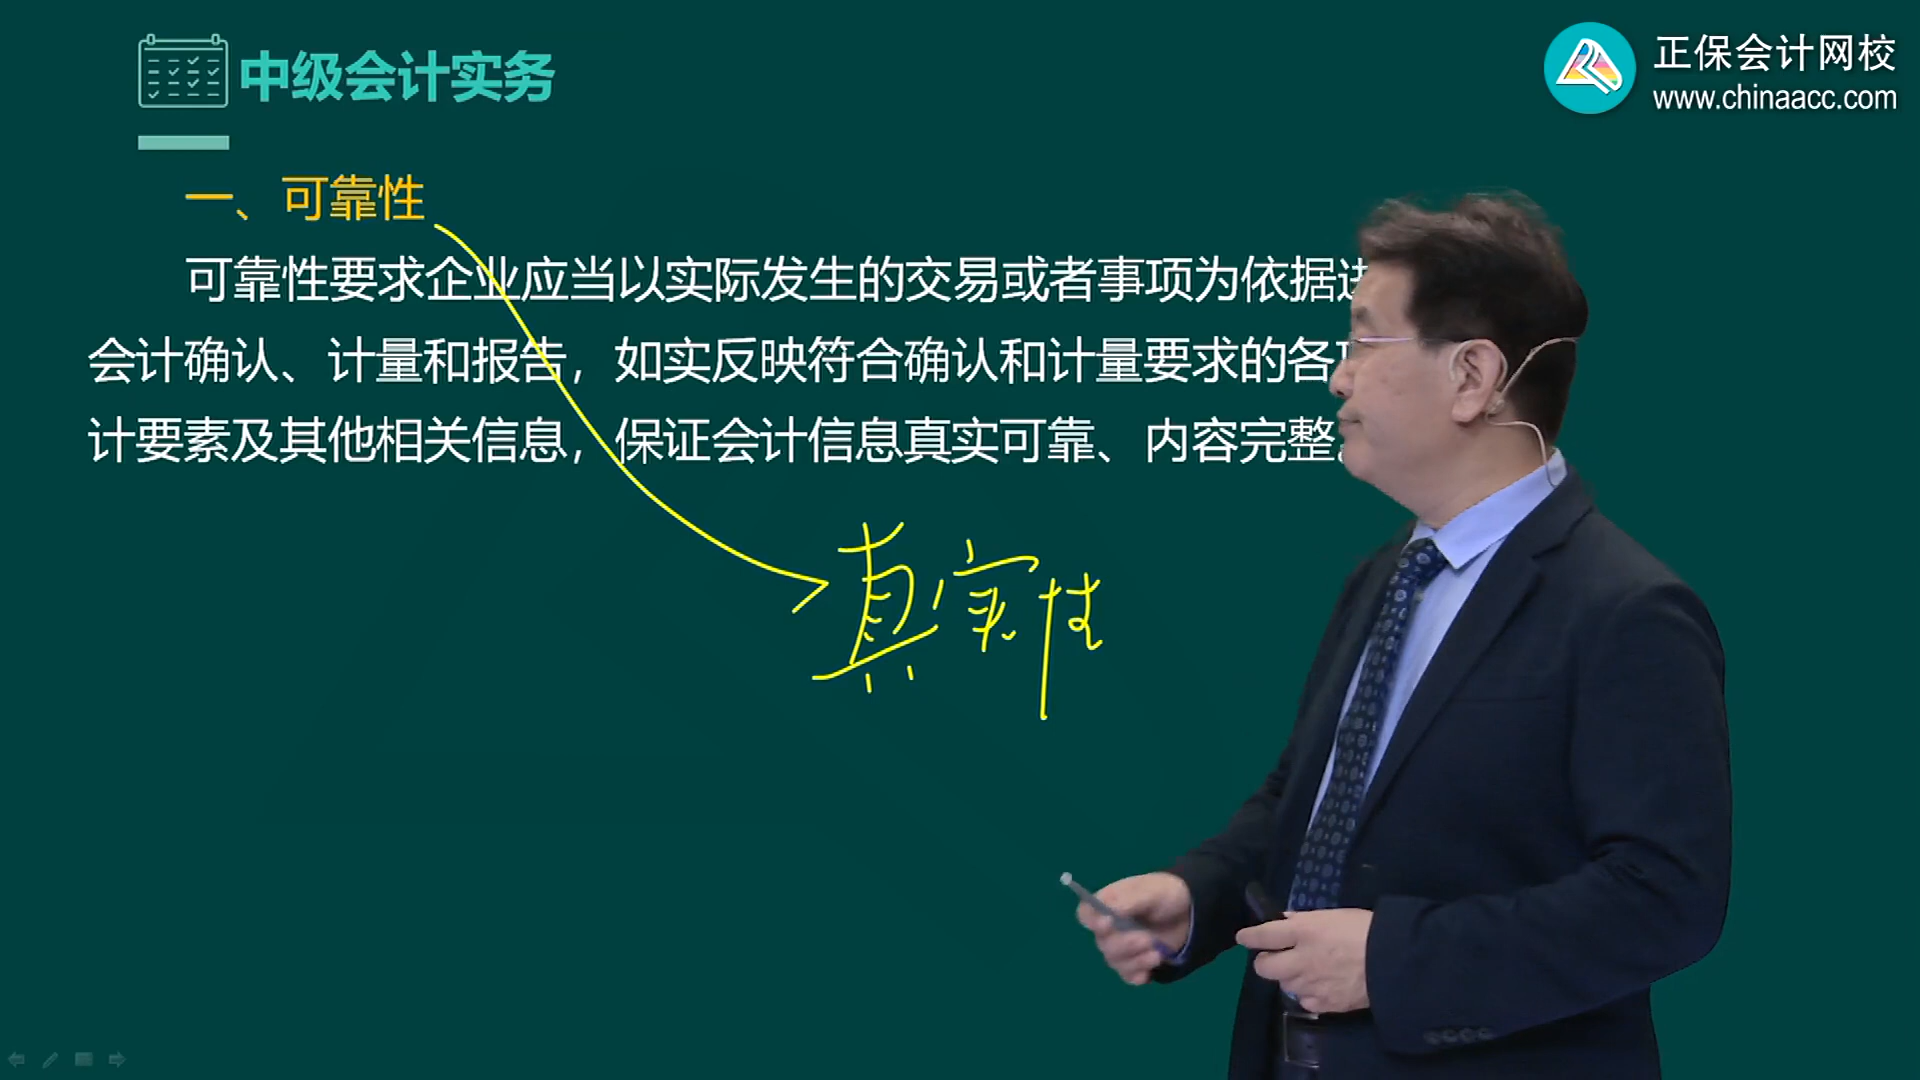 中级会计实务
正保会计网校
www.chinaacc.com
一、可靠性
可靠性要求企业应当以实际发生的交易或者事项为依据进
会计确认、计量和报告，如实反映符合确认和计量要求的各项
计要素及其他相关信息，保证会计信息真实可靠、内容完整。
真实性